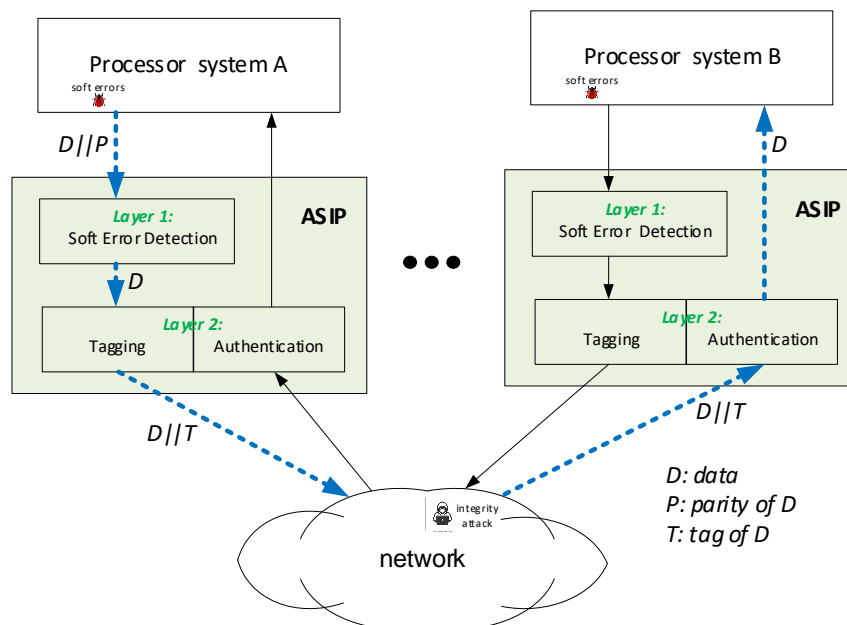 Processor system A
soft errors
D||P
Layer 1:
Soft Error Detection
ASIP
D
Layer 2:
Tagging
Authentication
D||T
Processor system B
soft errors
D
Layer 1:
Soft Error Detection
ASIP
Layer 2:
Tagging
Authentication
D||T
integrity
attack
network
D: data
P: parity of D
T: tag of D